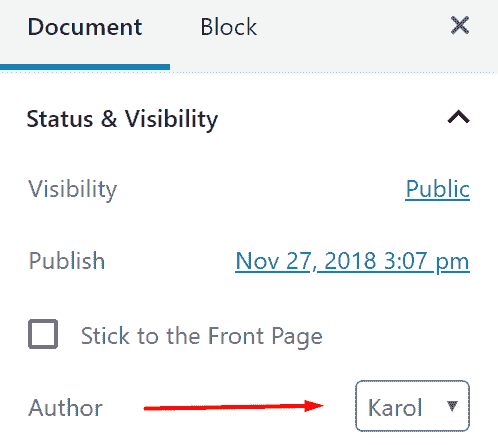 Document Block
Status & Visibility
Visibility Public
Publish Nov 27, 2018 3:07 pm
Stick to the Front Page
Author Karol